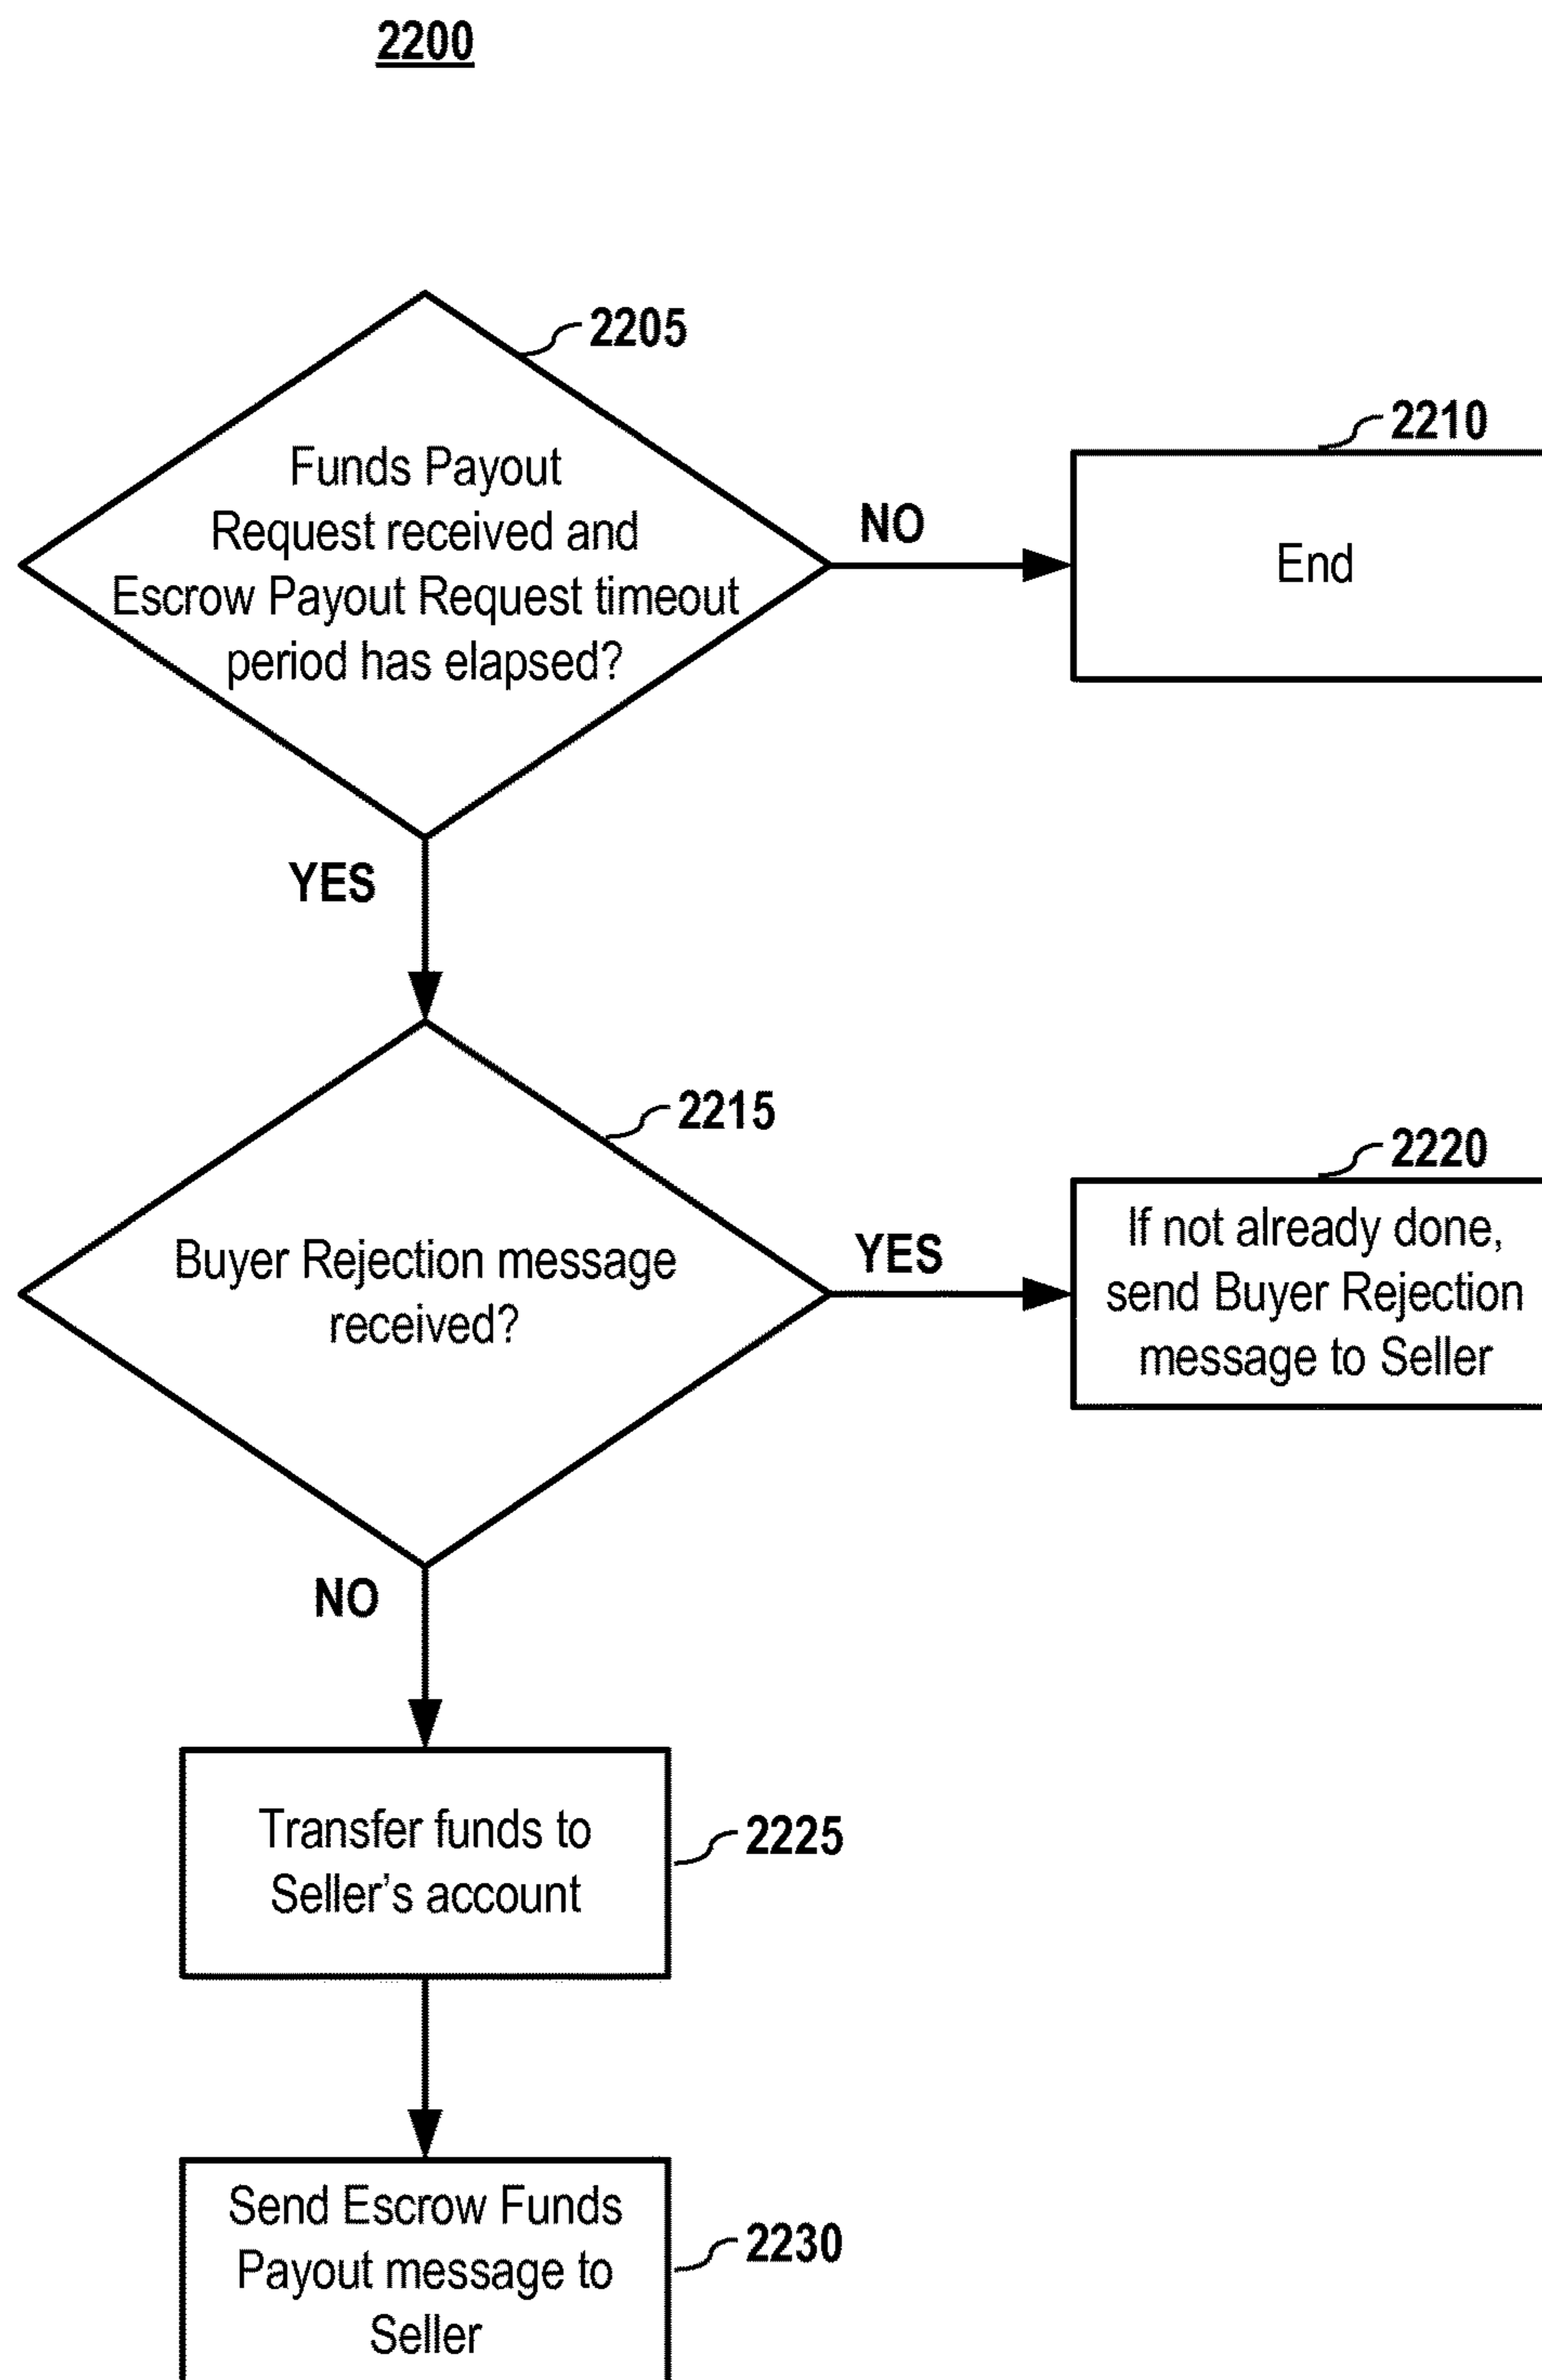 2200
2205
Funds Payout
Request received and
Escrow Payout Request timeout
period has elapsed?
NO
2210
End
YES
2215
Buyer Rejection message
received?
YES
2220
If not already done,
send Buyer Rejection
message to Seller
NO
Transfer funds to
Seller’s account
2225
Send Escrow Funds
Payout message to
Seller
2230